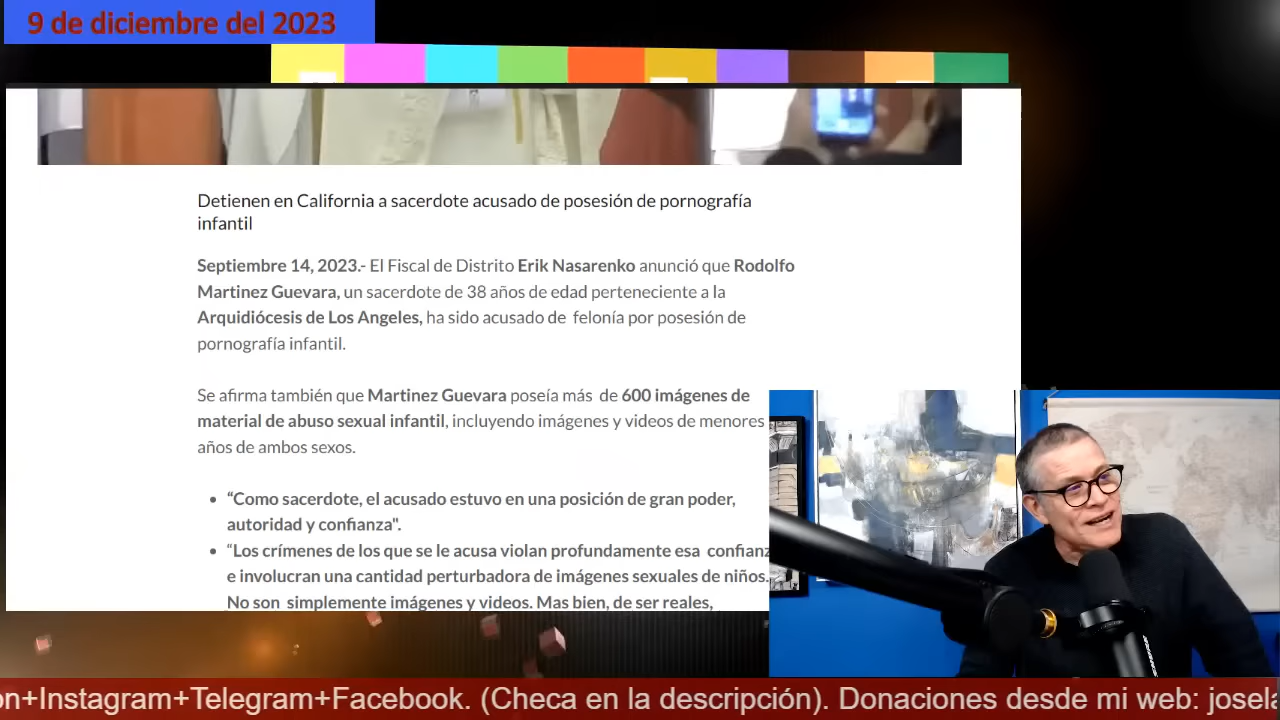 9 de diciembre del 2023
Detienen en California a sacerdote acusado de posesión de pornografía
infantil
Septiembre 14, 2023.- El Fiscal de Distrito Erik Nasarenko anunció que Rodolfo
Martinez Guevara, un sacerdote de 38 años de edad perteneciente a la
Arquidiócesis de Los Angeles, ha sido acusado de felonía por posesión de
pornografía infantil.
Se afirma también que Martinez Guevara poseía más de 600 imágenes de
material de abuso sexual infantil, incluyendo imágenes y videos de menores
años de ambos sexos.
• “Como sacerdote, el acusado estuvo en una posición de gran poder,
autoridad y confianza".
• “Los crímenes de los que se le acusa violan profundamente esa
e involucran una cantidad perturbadora de imágenes sexuales de niños.
No son simplemente imágenes y videos. Mas bien, de ser reales,
+Instagram+Telegram+Facebook. (Checa en la descripción). Donaciones desde mi web: